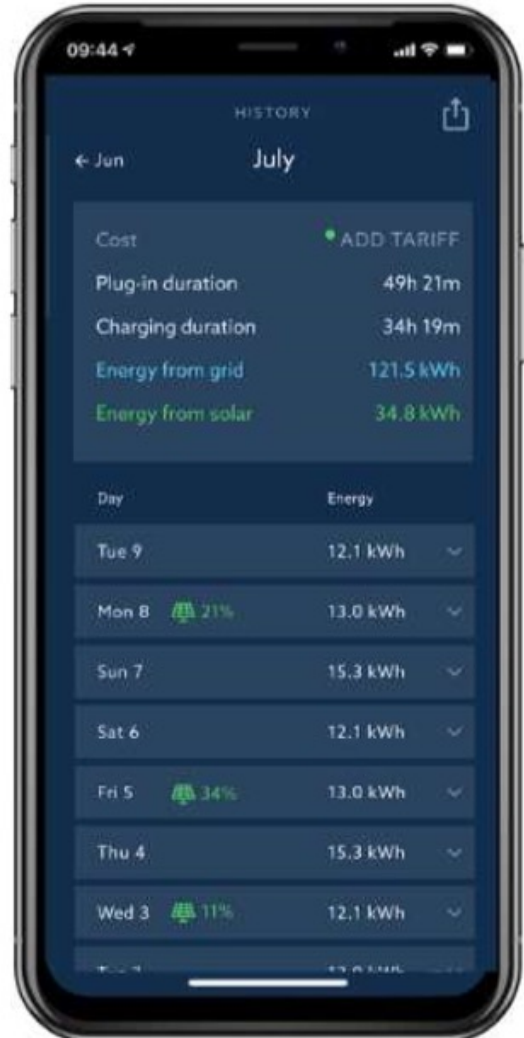 09:44
HISTORY
← Jun July
Cost ADD TARIFF
Plug-in duration 49h 21m
Charging duration 34h 19m
Energy from grid 121.5 kWh
Energy from solar 34.8 kWh
Day Energy
Tue 9 12.1 kWh
Mon 8 21% 13.0 kWh
Sun 7 15.3 kWh
Sat 6 12.1 kWh
Fri 5 34% 13.0 kWh
Thu 4 15.3 kWh
Wed 3 11% 12.1 kWh